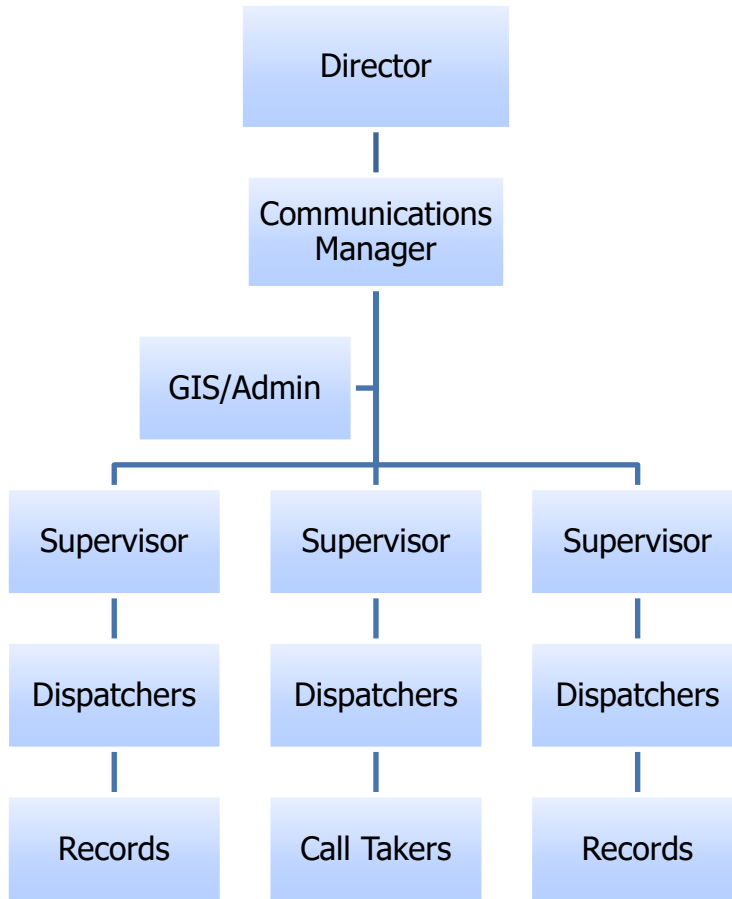 Director
Communications
Manager
GIS/Admin
Supervisor
Supervisor
Supervisor
Dispatchers
Dispatchers
Dispatchers
Records
Call Takers
Records